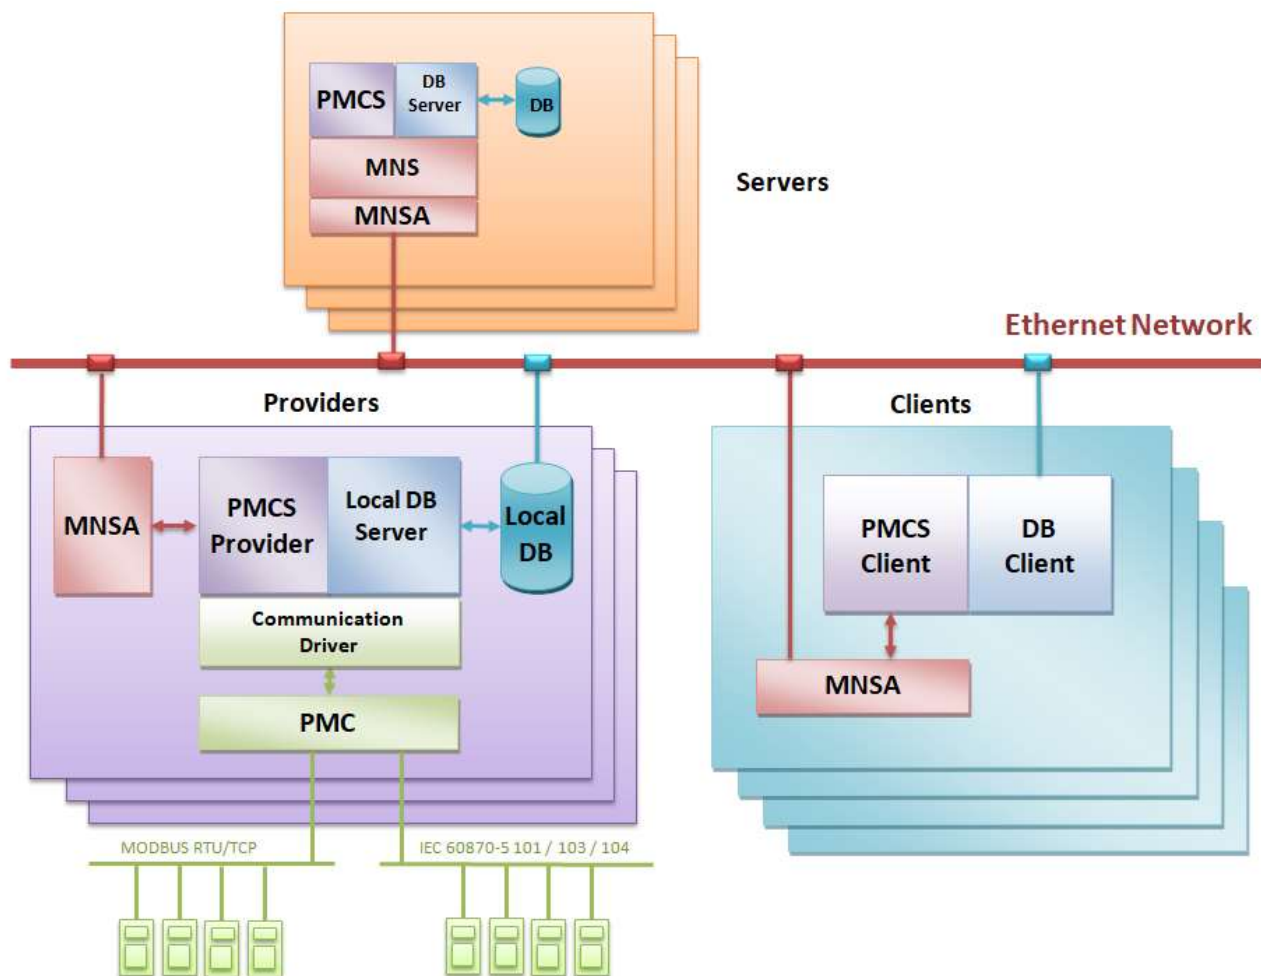 PMCS
DB
Server
DB
MNS
MNSA
Servers
Ethernet Network
Providers
Clients
MNSA
PMCS
Provider
Local DB
Server
Local
DB
Communication
Driver
PMC
PMCS
Client
DB
Client
MNSA
MODBUS RTU/TCP
IEC 60870-5 101 / 103 / 104